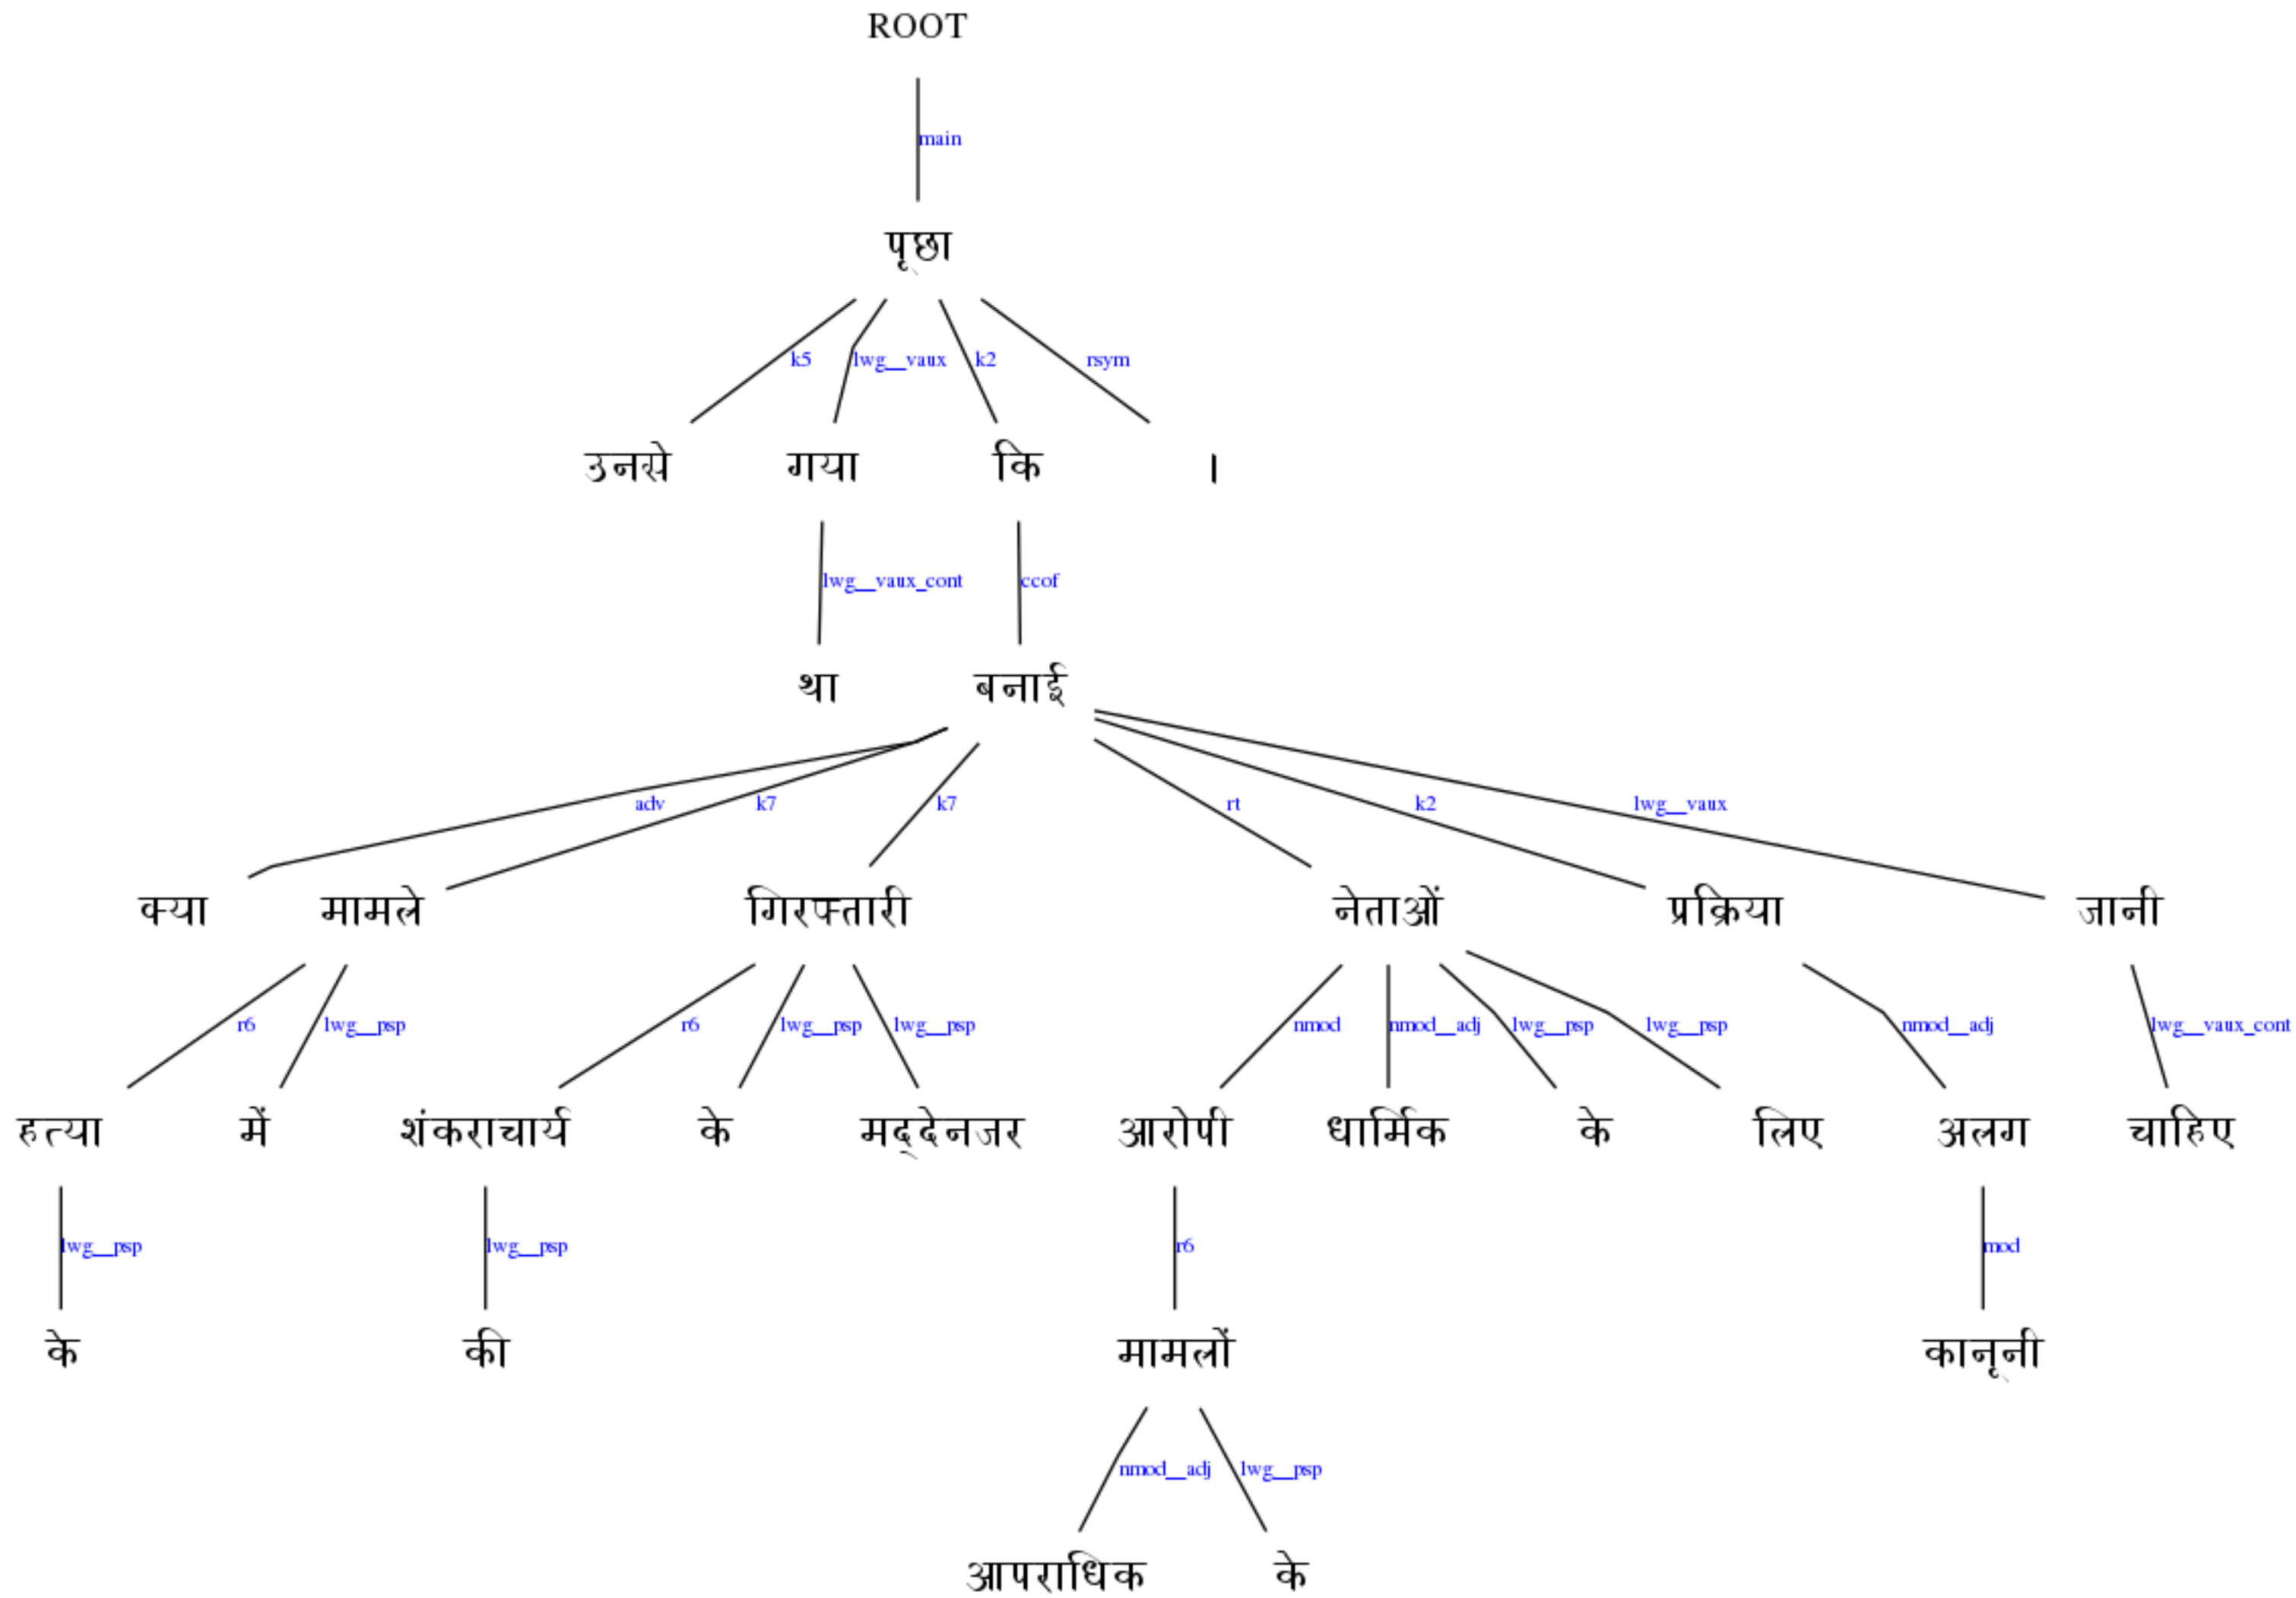 ROOT
main
पूछा
k5 lwg__vaux k2 rsym
उनसे गया कि ।
lwg__vaux_cont ccof
था बनाई
adv k7 k7 rt k2 lwg__vaux
क्या मामले गिरफ्तारी नेताओं प्रक्रिया जानी
r6 lwg__psp r6 lwg__psp lwg__psp nmod nmod__adj lwg__psp lwg__psp nmod__adj lwg__vaux_cont
हत्या में शंकराचार्य के मद्देनजर आरोपी धार्मिक के लिए अलग चाहिए
lwg__psp lwg__psp r6 mod
के की मामलों कानूनी
nmod__adj lwg__psp
आपराधिक के